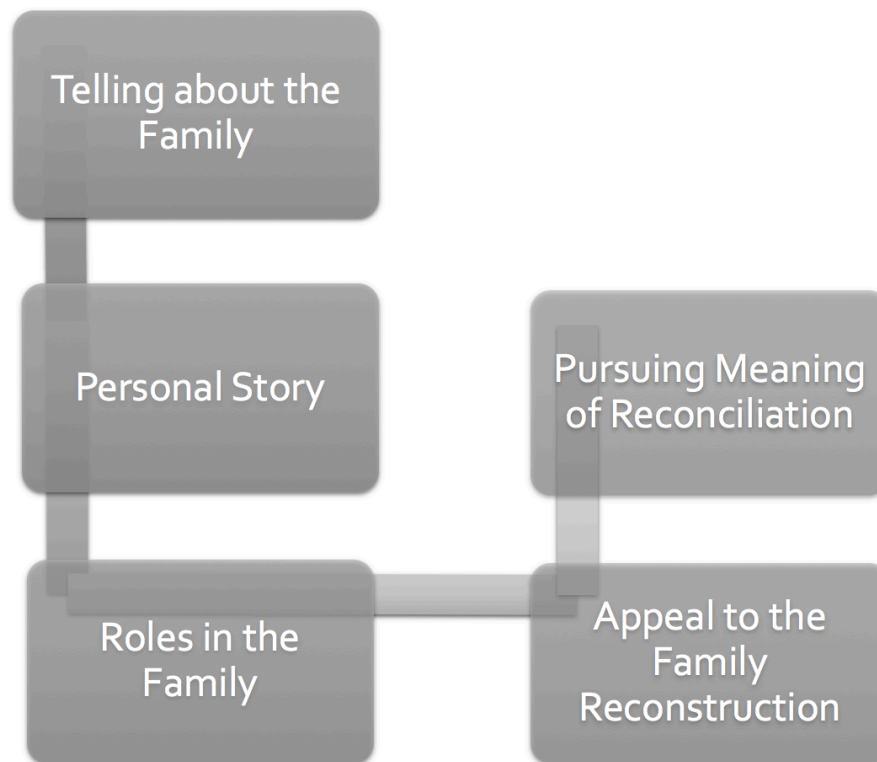 Telling about the
Family
Personal Story
Roles in the
Family
Appeal to the
Family
Reconstruction
Pursuing Meaning
of Reconciliation